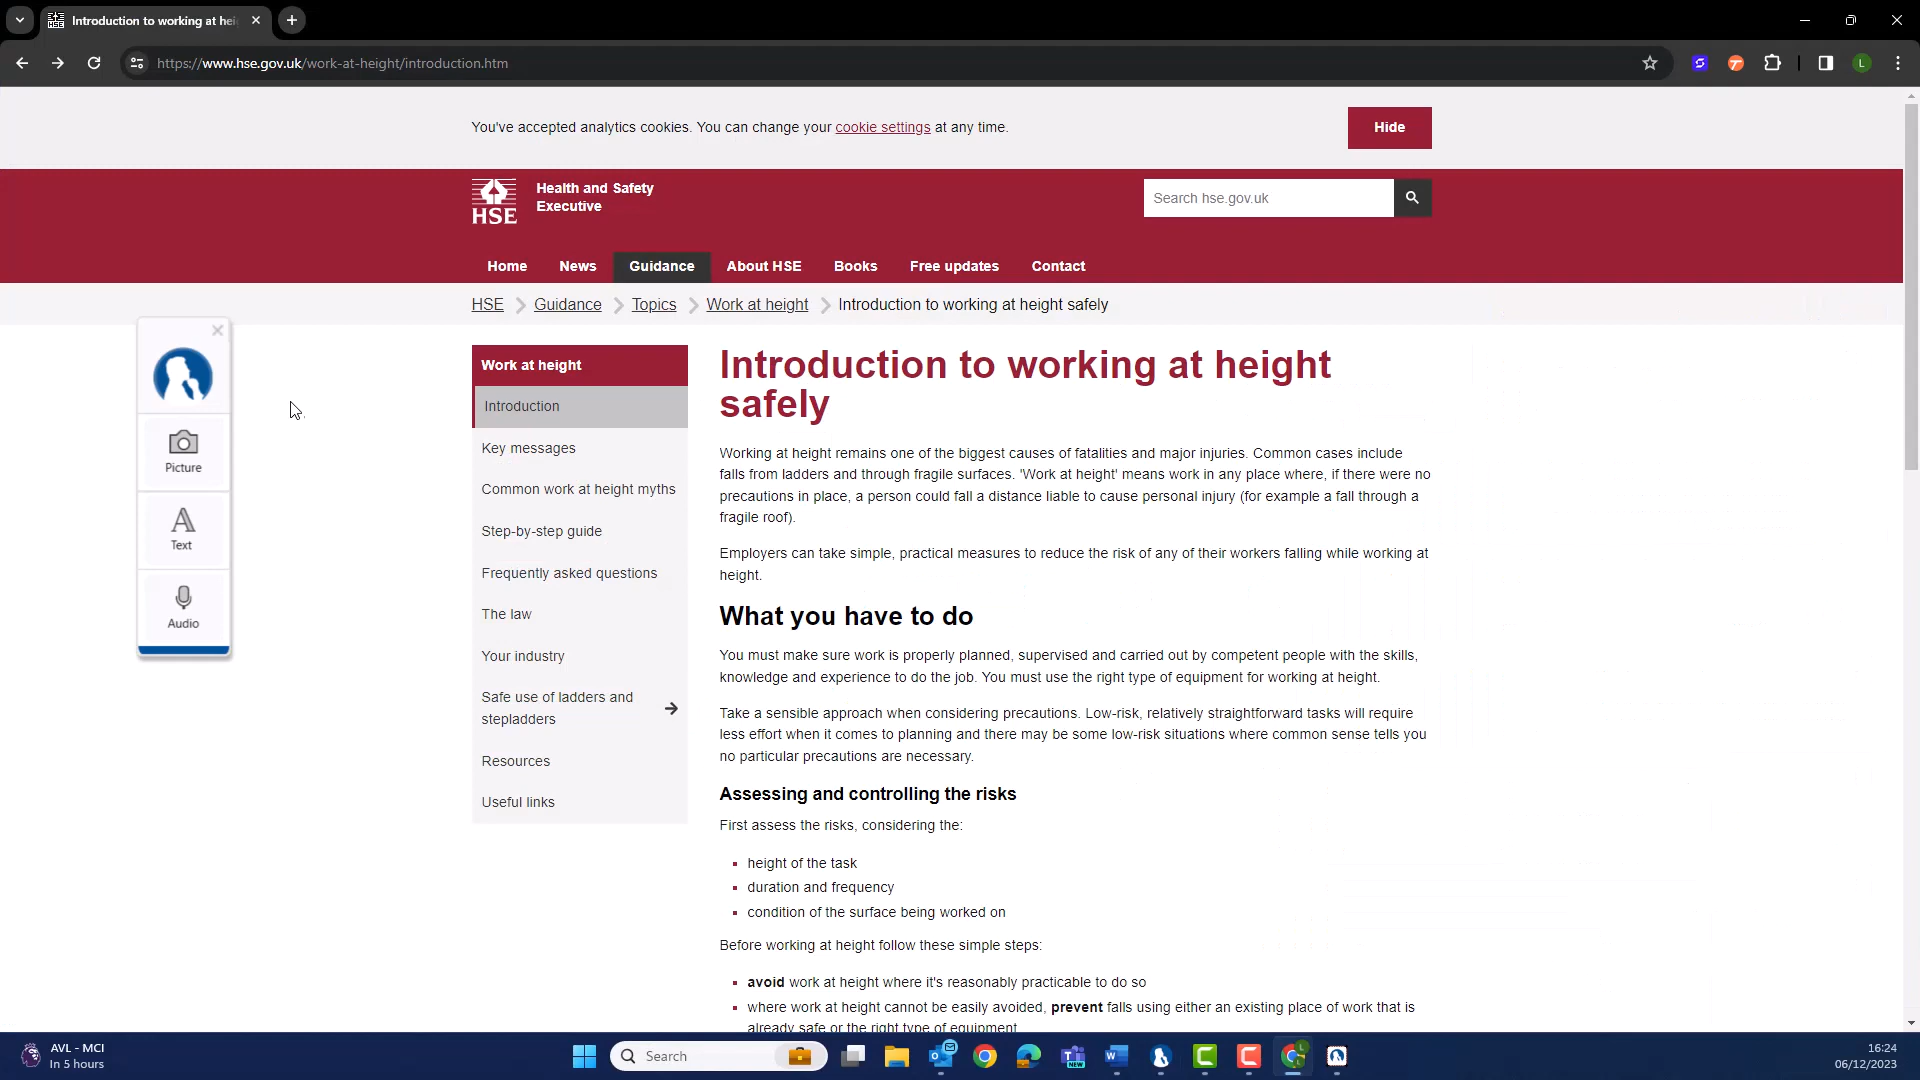 Introduction to working at hei
https://www.hse.gov.uk/work-at-height/introduction.htm
L
You've accepted analytics cookies. You can change your cookie settings at any time.
Hide
HSE
Health and Safety
Executive
Search hse.gov.uk
Home
News
Guidance
About HSE
Books
Free updates
Contact
HSE
Guidance
Topics
Work at height
Introduction to working at height safely
Picture
Text
Audio
Work at height
Introduction
Key messages
Common work at height myths
Step-by-step guide
Frequently asked questions
The law
Your industry
Safe use of ladders and
stepladders
Resources
Useful links
Introduction to working at height
safely
Working at height remains one of the biggest causes of fatalities and major injuries. Common cases include
falls from ladders and through fragile surfaces. 'Work at height' means work in any place where, if there were no
precautions in place, a person could fall a distance liable to cause personal injury (for example a fall through a
fragile roof).
Employers can take simple, practical measures to reduce the risk of any of their workers falling while working at
height.
What you have to do
You must make sure work is properly planned, supervised and carried out by competent people with the skills,
knowledge and experience to do the job. You must use the right type of equipment for working at height.
Take a sensible approach when considering precautions. Low-risk, relatively straightforward tasks will require
less effort when it comes to planning and there may be some low-risk situations where common sense tells you
no particular precautions are necessary.
Assessing and controlling the risks
First assess the risks, considering the:
height of the task
duration and frequency
condition of the surface being worked on
Before working at height follow these simple steps:
avoid work at height where it's reasonably practicable to do so
where work at height cannot be easily avoided, prevent falls using either an existing place of work that is
already safe or the right type of equipment
AVL - MCI
In 5 hours
Search
NEW
16:24
06/12/2023